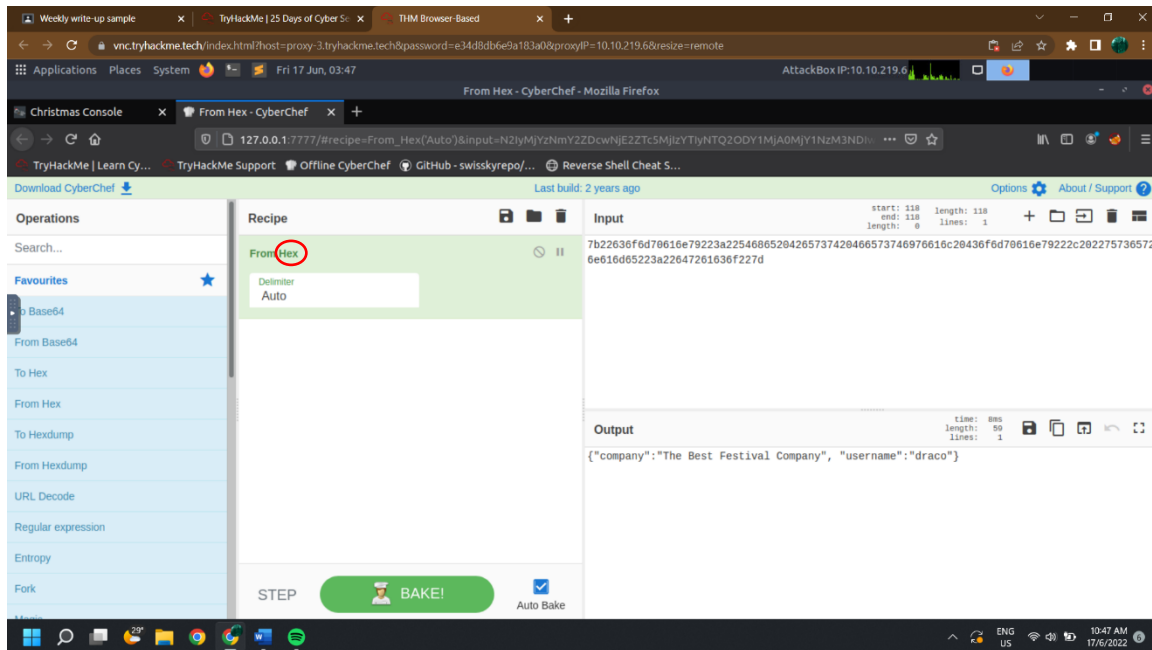 Weekly write-up sample
TryHackMe | 25 Days of Cyber Se
THM Browser-Based
vnc.tryhackme.tech/index.html?host=proxy-3.tryhackme.tech&password=e34d8db6e9a183a0&proxyIP=10.10.219.6&resize=remote
Applications Places System Fri 17 Jun, 03:47 AttackBox IP:10.10.219.6
From Hex - CyberChef - Mozilla Firefox
Christmas Console
From Hex - CyberChef
127.0.0.1:7777/#recipe=From_Hex('Auto')&input=N2IyMjYzNmY2ZDcwNjE2ZTc5MjIzYTIyNTQ2ODY1MjA0MjY1NzM3NDIw
TryHackMe | Learn Cy... TryHackMe Support Offline CyberChef GitHub - swisskyrepo/... Reverse Shell Cheat S...
Download CyberChef Last build: 2 years ago Options About / Support
Operations
Search...
Favourites
To Base64
From Base64
To Hex
From Hex
To Hexdump
From Hexdump
URL Decode
Regular expression
Entropy
Fork
Magic
Recipe
From Hex
Delimiter
Auto
STEP
BAKE!
Auto Bake
Input
start: 118
end: 118
length: 0
length: 118
lines: 1
7b22636f6d70616e79223a22546865204265737420466573746976616c20436f6d70616e79222c202275736572
6e616d65223a22647261636f227d
Output
time: 8ms
length: 59
lines: 1
{"company":"The Best Festival Company", "username":"draco"}
29°
ENG
US
10:47 AM
17/6/2022
6